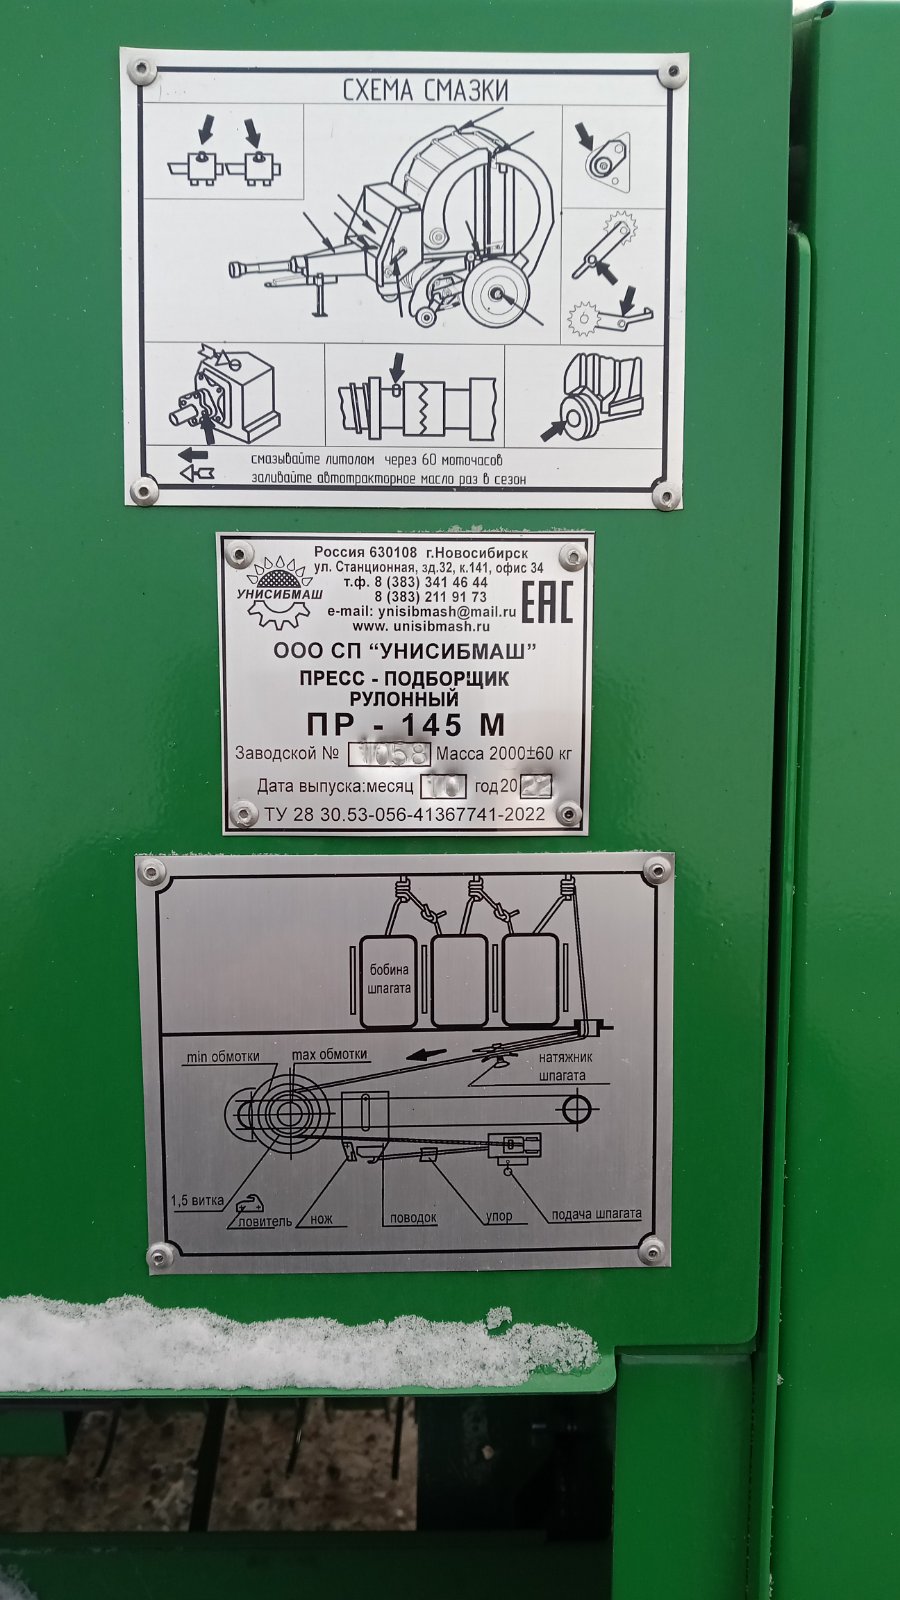 СХЕМА СМАЗКИ
смазывайте литолом через 60 моточасов
заливайте автотракторное масло раз в сезон
Россия 630108 г.Новосибирск
ул. Станционная, зд.32, к.141, офис 34
т.ф. 8 (383) 341 46 44
8 (383) 211 91 73
e-mail: ynisibmash@mail.ru
www. unisibmash.ru
УНИСИБМАШ
EAC
ООО СП “УНИСИБМАШ”
ПРЕСС - ПОДБОРЩИК
РУЛОННЫЙ
ПР - 145 М
Заводской № 1058 Масса 2000±60 кг
Дата выпуска:месяц 10 год20
ТУ 28 30.53-056-41367741-2022
бобина
шпагата
min обмотки
max обмотки
натяжник
шпагата
1,5 витка
ловитель
нож
поводок
упор
подача шпагата